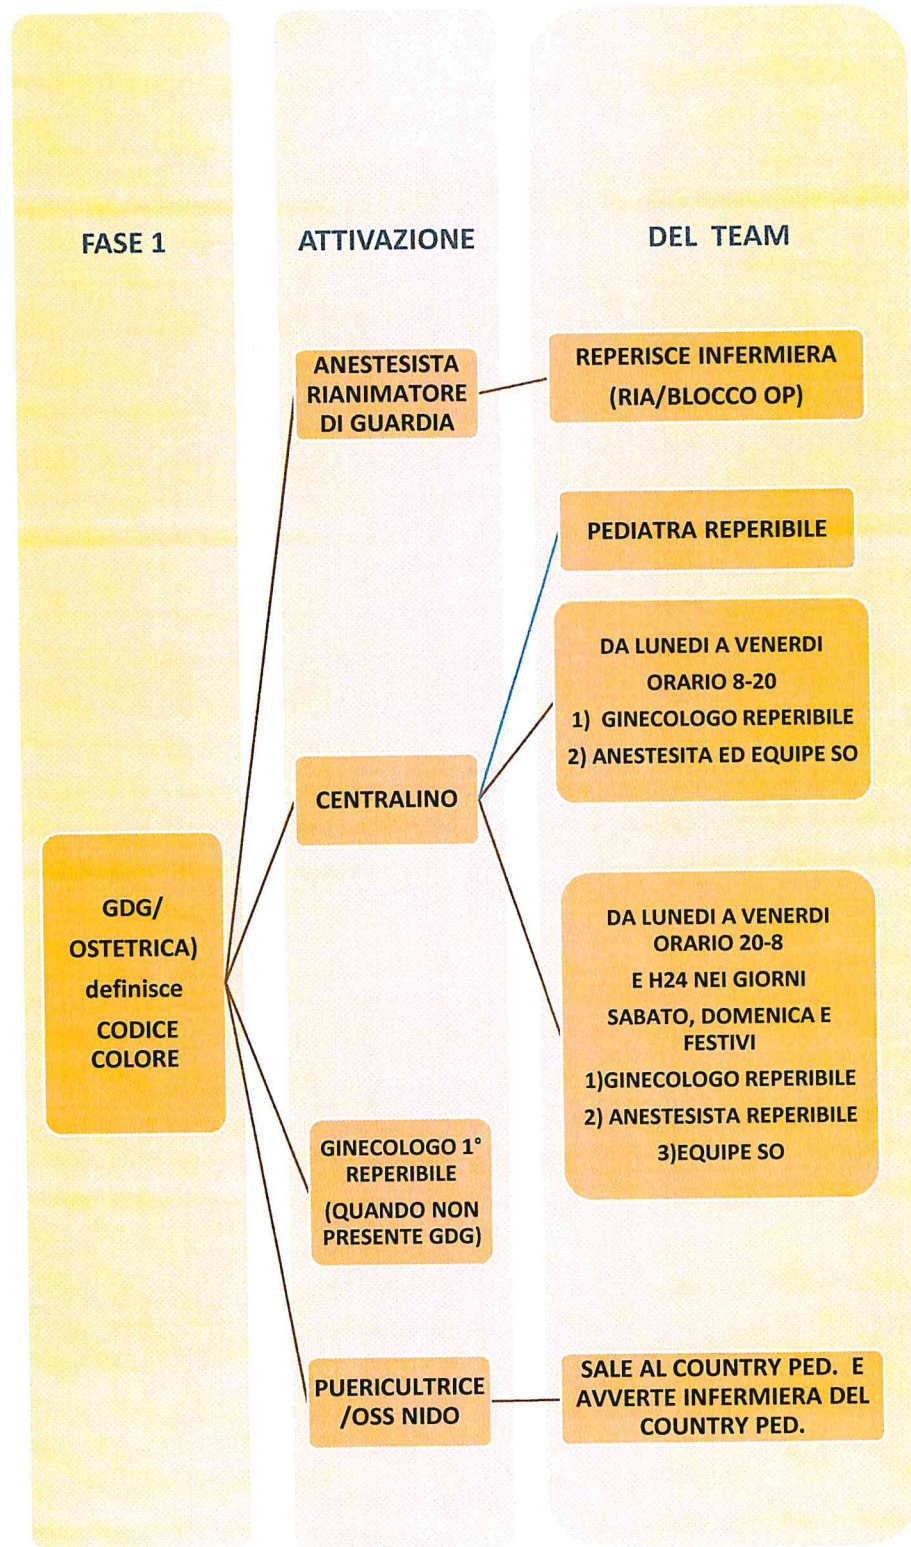 FASE 1
ATTIVAZIONE
DEL TEAM
GDG/
OSTETRICA)
definisce
CODICE
COLORE
ANESTESISTA
RIANIMATORE
DI GUARDIA
REPERISCE INFERMIERA
(RIA/BLOCCO OP)
CENTRALINO
PEDIATRA REPERIBILE
DA LUNEDI A VENERDI
ORARIO 8-20
1) GINECOLOGO REPERIBILE
2) ANESTESITA ED EQUIPE SO
DA LUNEDI A VENERDI
ORARIO 20-8
E H24 NEI GIORNI
SABATO, DOMENICA E
FESTIVI
1)GINECOLOGO REPERIBILE
2) ANESTESISTA REPERIBILE
3)EQUIPE SO
GINECOLOGO 1°
REPERIBILE
(QUANDO NON
PRESENTE GDG)
PUERICULTRICE
/OSS NIDO
SALE AL COUNTRY PED. E
AVVERTE INFERMIERA DEL
COUNTRY PED.